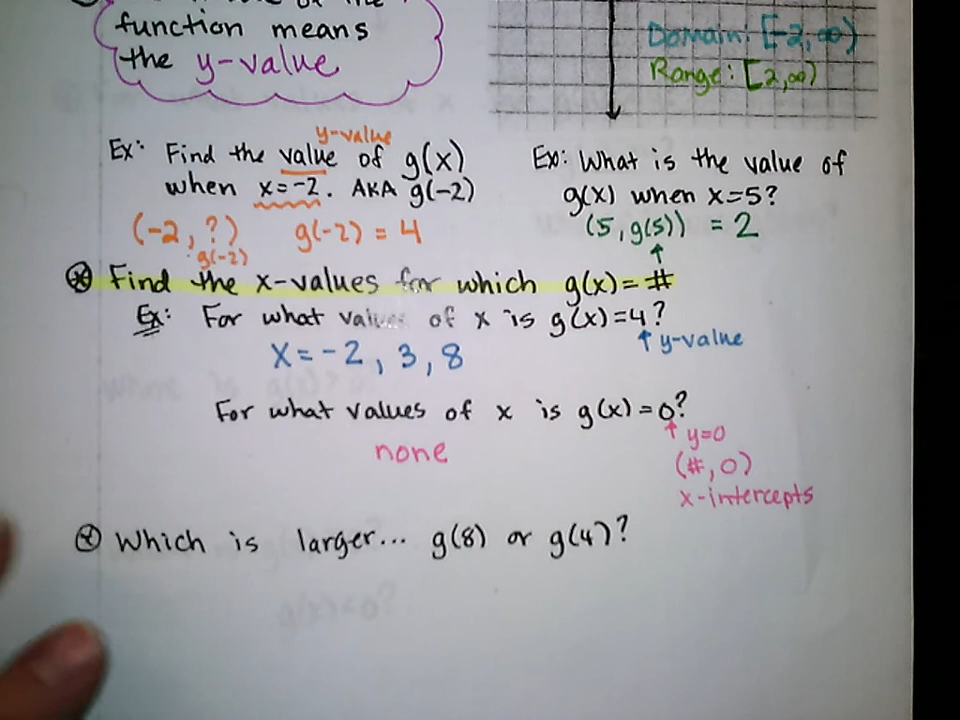 function means
the y-value
Domain: [-2, ∞)
Range: [2, ∞)
y-value
Ex: Find the value of g(x)
when x=-2. AKA g(-2)
(-2, ?) g(-2) = 4
g(-2)
Ex: What is the value of
g(x) when x=5?
(5, g(5)) = 2
Find the x-values for which g(x)=#
Ex: For what values of x is g(x)=4?
y-value
x = -2, 3, 8
For what values of x is g(x)=0?
y=0
none
(#, 0)
x-intercepts
Which is larger... g(8) or g(4)?